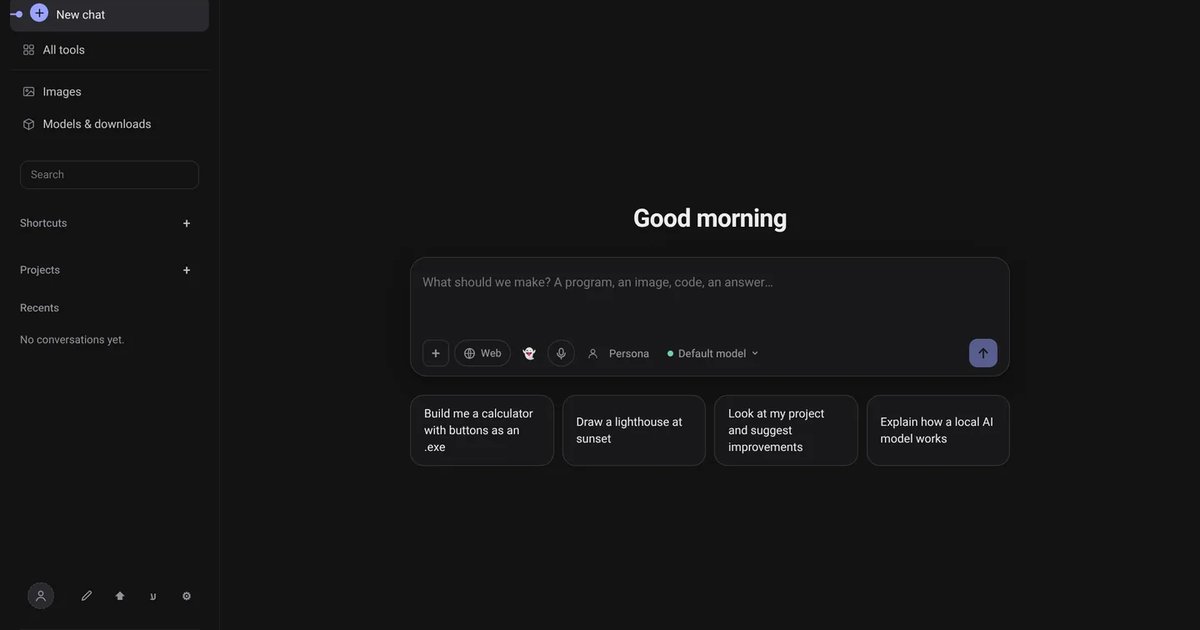 New chat
All tools
Images
Models & downloads
Search
Shortcuts
Projects
Recents
No conversations yet.
Good morning
What should we make? A program, an image, code, an answer…
Web
Persona
Default model
Build me a calculator
with buttons as an
.exe
Draw a lighthouse at
sunset
Look at my project
and suggest
improvements
Explain how a local AI
model works
ע